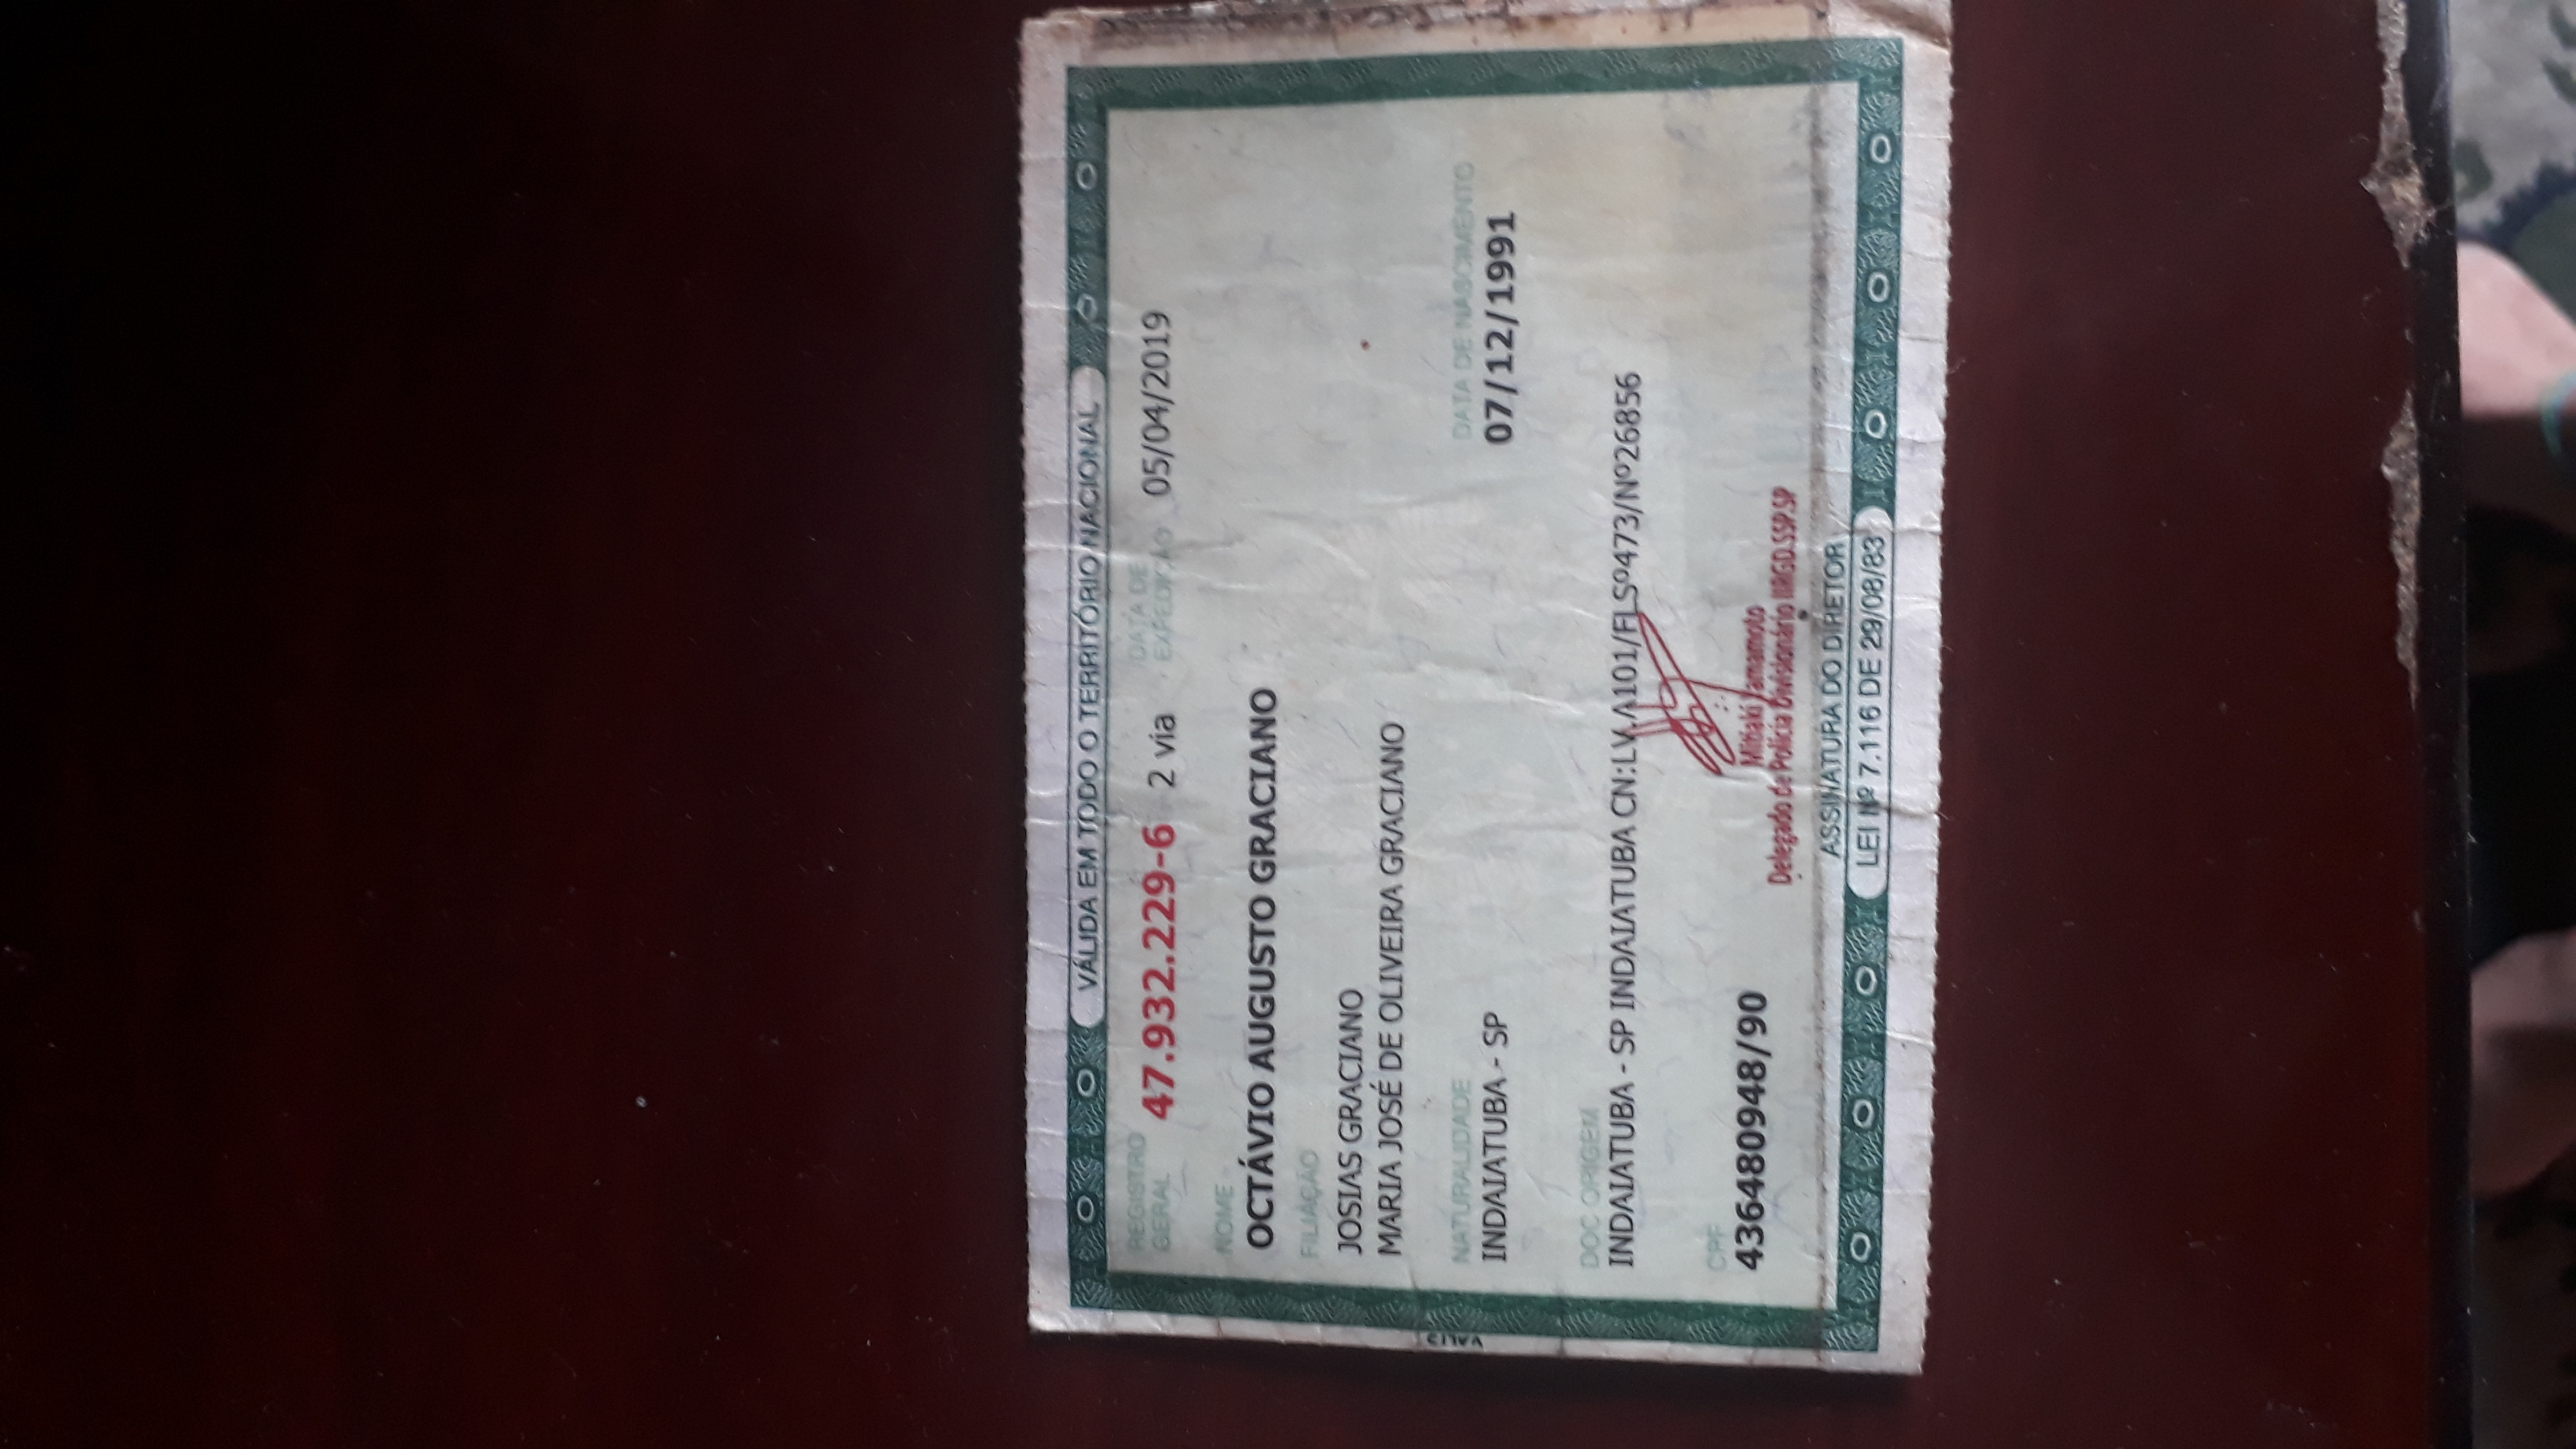 VÁLIDA EM TODO O TERRITÓRIO NACIONAL
REGISTRO GERAL 47.932.229-6 2 via DATA DE EXPEDIÇÃO 05/04/2019
NOME
OCTÁVIO AUGUSTO GRACIANO
FILIAÇÃO
JOSIAS GRACIANO
MARIA JOSÉ DE OLIVEIRA GRACIANO
NATURALIDADE DATA DE NASCIMENTO
INDAIATUBA - SP 07/12/1991
DOC ORIGEM
INDAIATUBA - SP INDAIATUBA CN:LV.A101/FLSº473/Nº26856
CPF
436480948/90
Mitiaki Yamamoto
Delegado de Polícia Divisionário IIRGD.SSP.SP
ASSINATURA DO DIRETOR
LEI Nº 7.116 DE 29/08/83